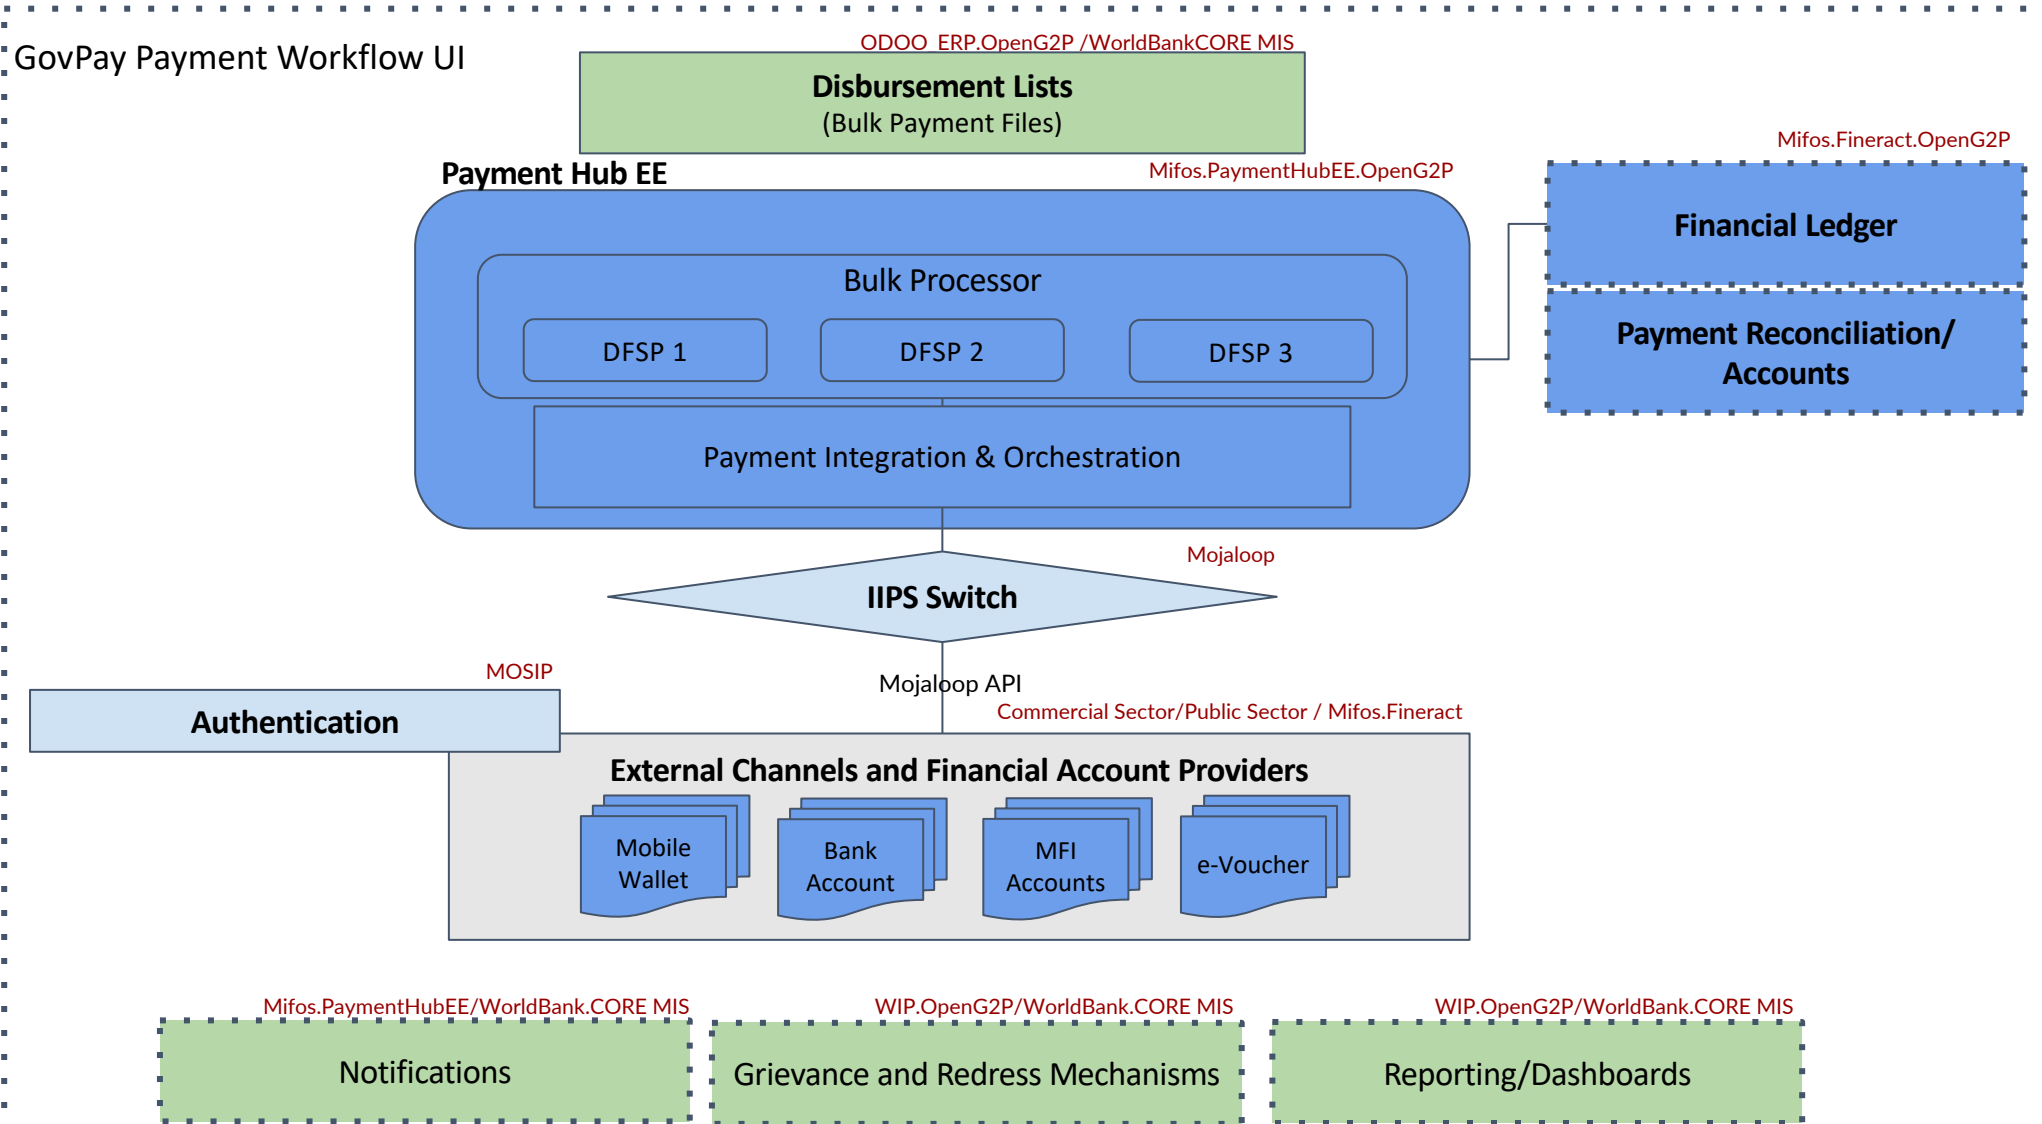 GovPay Payment Workflow UI
ODOO_ERP.OpenG2P /WorldBankCORE MIS
Disbursement Lists
(Bulk Payment Files)
Mifos.Fineract.OpenG2P
Payment Hub EE
Mifos.PaymentHubEE.OpenG2P
Financial Ledger
Bulk Processor
DFSP 1
DFSP 2
DFSP 3
Payment Reconciliation/
Accounts
Payment Integration & Orchestration
Mojaloop
IIPS Switch
MOSIP
Mojaloop API
Authentication
Commercial Sector/Public Sector / Mifos.Fineract
External Channels and Financial Account Providers
Mobile
Wallet
Bank
Account
MFI
Accounts
e-Voucher
Mifos.PaymentHubEE/WorldBank.CORE MIS
WIP.OpenG2P/WorldBank.CORE MIS
WIP.OpenG2P/WorldBank.CORE MIS
Notifications
Grievance and Redress Mechanisms
Reporting/Dashboards